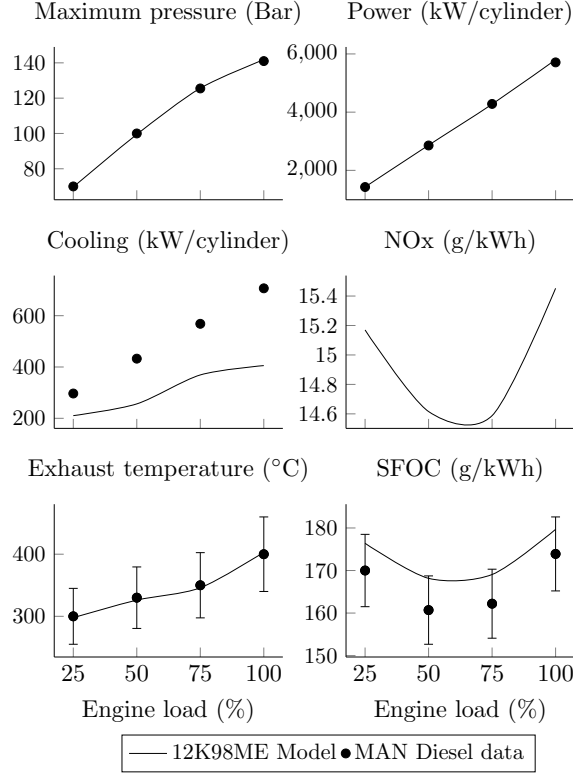 Maximum pressure (Bar)
Power (kW/cylinder)
140
120
100
80
6,000
4,000
2,000
Cooling (kW/cylinder)
NOx (g/kWh)
600
400
200
15.4
15.2
15
14.8
14.6
Exhaust temperature (°C)
SFOC (g/kWh)
400
300
180
170
160
150
25 50 75 100
25 50 75 100
Engine load (%)
Engine load (%)
12K98ME Model MAN Diesel data